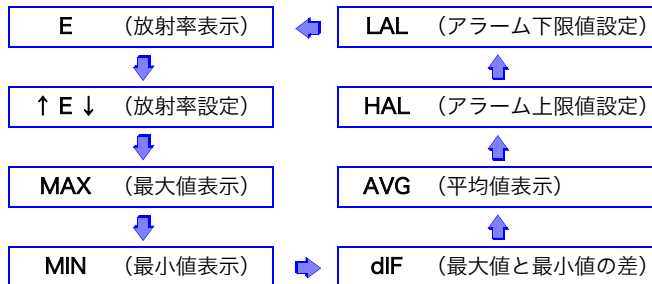 E （放射率表示）
↑ E ↓ （放射率設定）
MAX （最大値表示）
MIN （最小値表示）
dIF （最大値と最小値の差）
AVG （平均値表示）
HAL （アラーム上限値設定）
LAL （アラーム下限値設定）